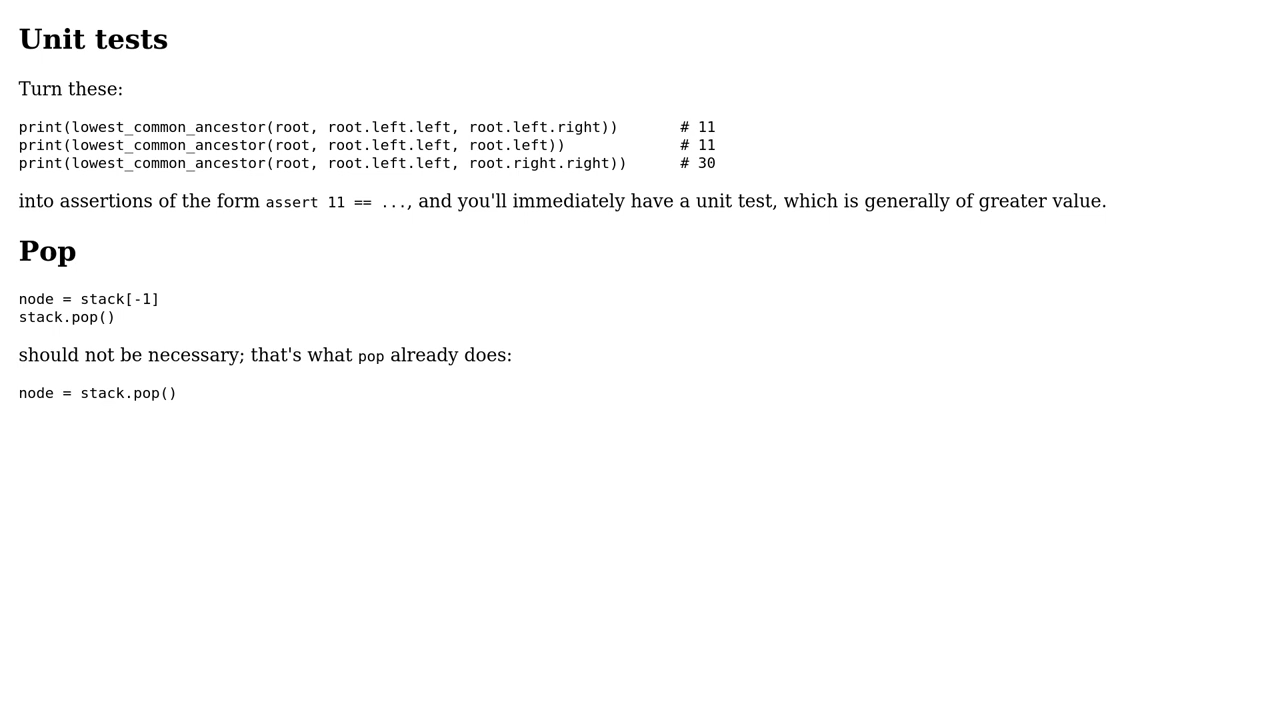 Unit tests
Turn these:
print(lowest_common_ancestor(root, root.left.left, root.left.right))       # 11
print(lowest_common_ancestor(root, root.left.left, root.left))             # 11
print(lowest_common_ancestor(root, root.left.left, root.right.right))      # 30
into assertions of the form assert 11 == ..., and you'll immediately have a unit test, which is generally of greater value.
Pop
node = stack[-1]
stack.pop()
should not be necessary; that's what pop already does:
node = stack.pop()